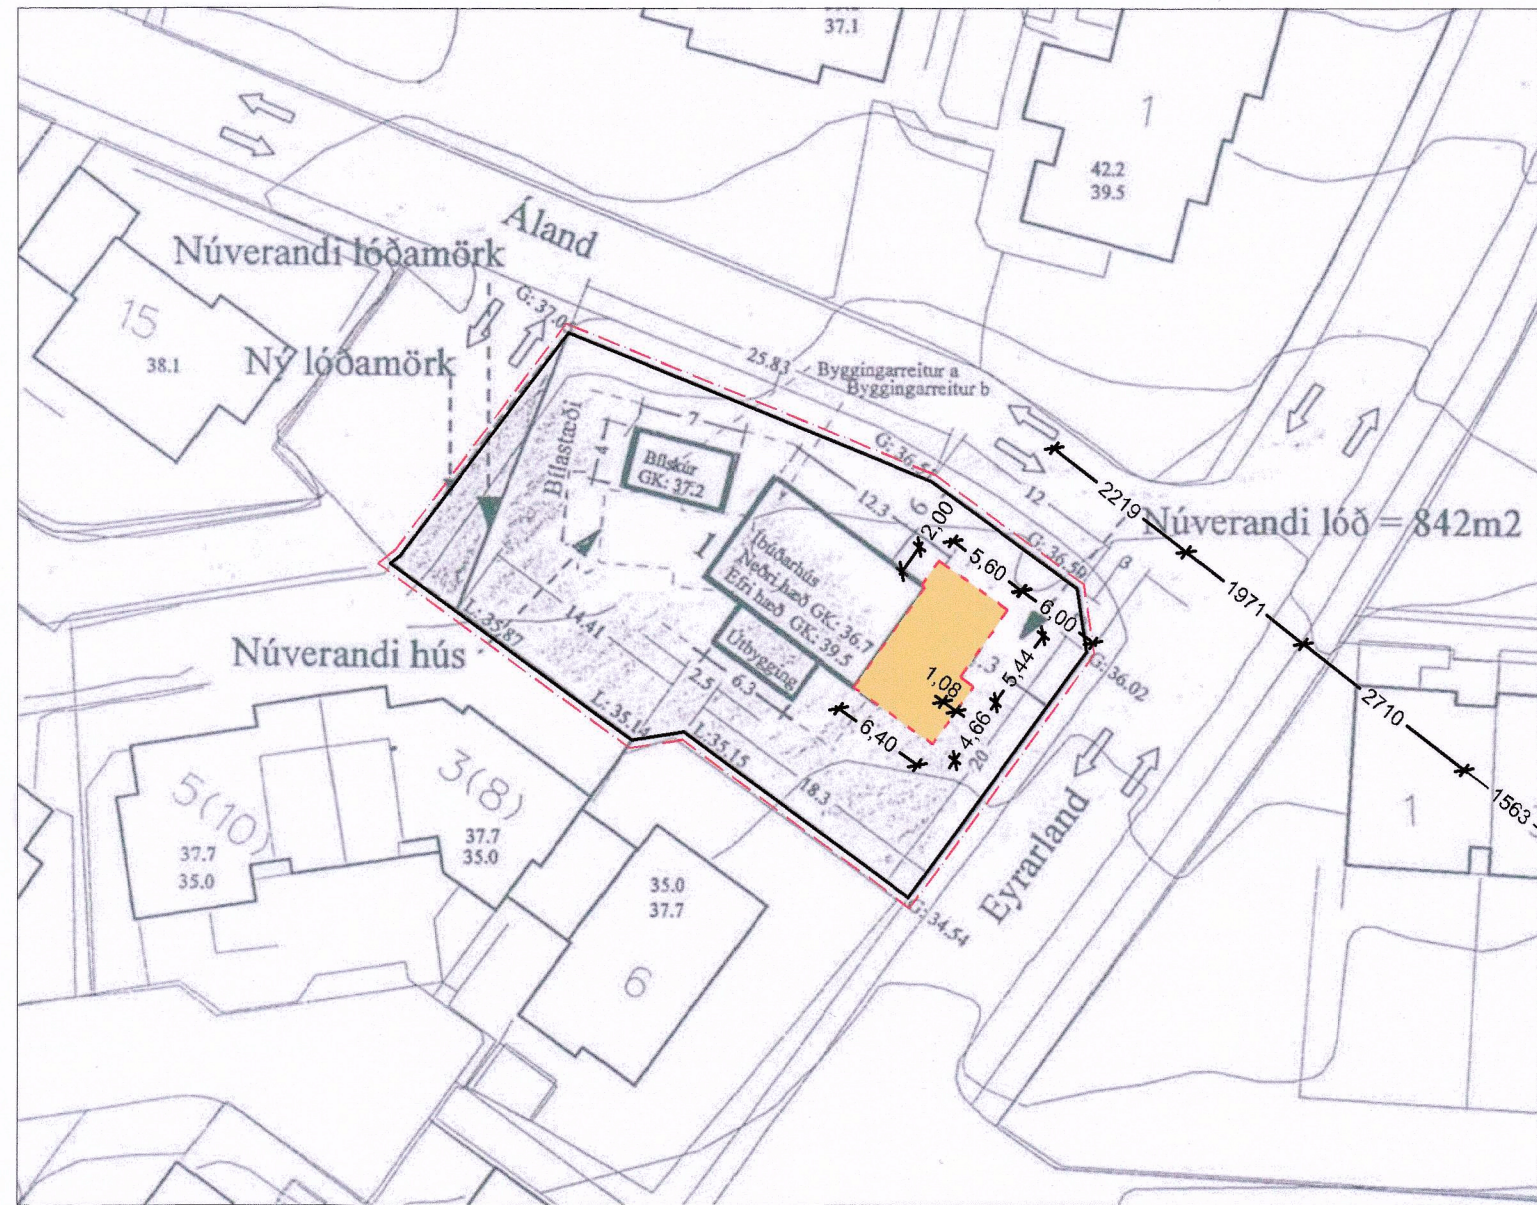 37.1
1
42.2
39.5
Áland
Núverandi lóðamörk
G: 37.0
15
38.1
Ný lóðamörk
25.83
Byggingarreitur a
Byggingarreitur b
7
4
Bílastæði
Bílskúr
GK: 37.2
G: 36.5
12.3
9
12
2,00
2219
Núverandi lóð = 842m2
G: 36.59
5,60
3
6,00
1971
1
Íbúðarhús
Neðri hæð GK: 36.7
Efri hæð GK: 39.5
L: 35.87
14.41
Útbygging
5,44
G: 36.02
Núverandi hús
2.5
6.3
1,08
4,66
6,40
2710
L: 35.1
L:35.15
20
18.3
1563
1
5(10)
37.7
35.0
3(8)
37.7
35.0
35.0
37.7
6
Eyrarland
G: 34.54